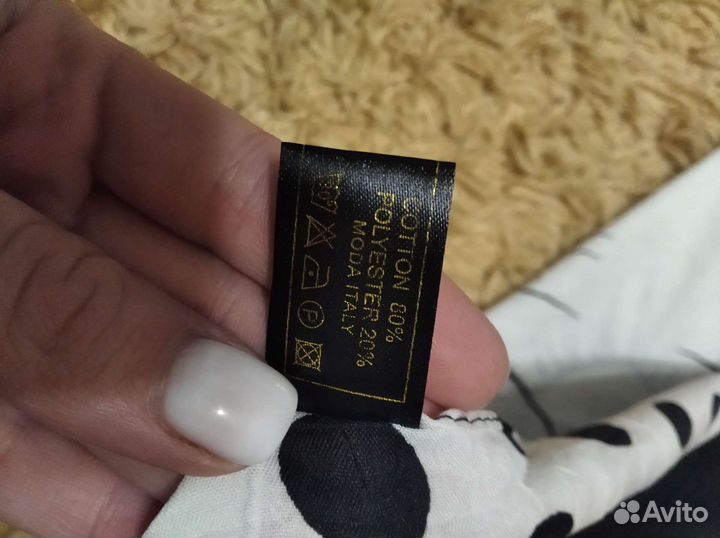 COTTON 80%
POLYESTER 20%
MODA ITALY
P
Avito